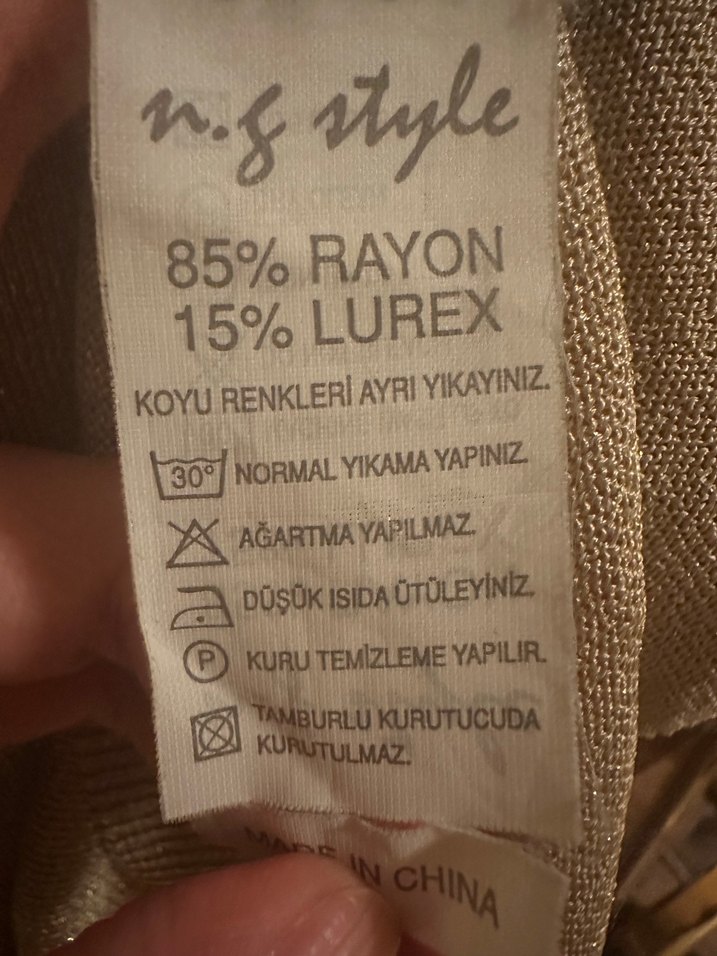 n.g style
85% RAYON
15% LUREX
KOYU RENKLERİ AYRI YIKAYINIZ.
30° NORMAL YIKAMA YAPINIZ.
AĞARTMA YAPILMAZ.
DÜŞÜK ISIDA ÜTÜLEYİNİZ.
P KURU TEMİZLEME YAPILIR.
TAMBURLU KURUTUCUDA
KURUTULMAZ.
MADE IN CHINA